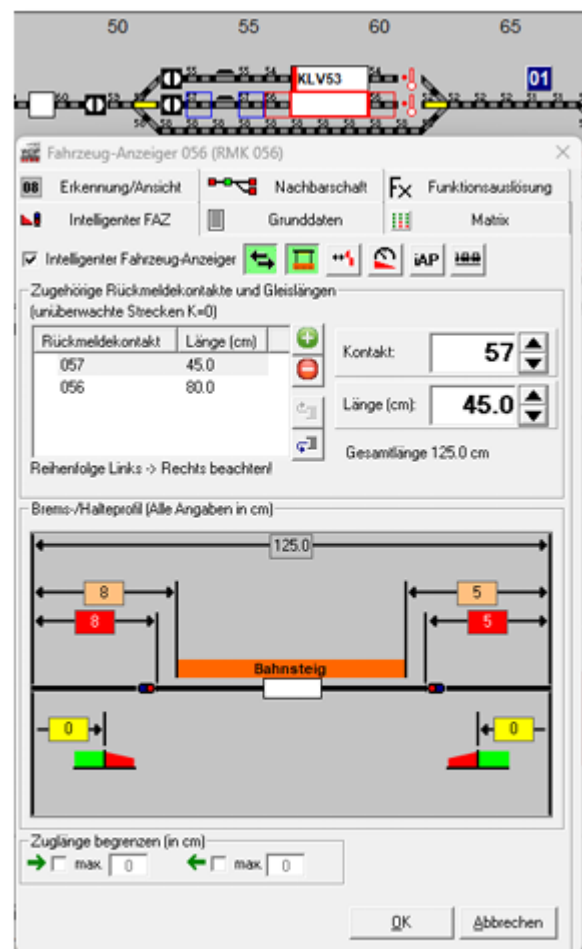 50 55 60 65
KLV53
01
Fahrzeug-Anzeiger 056 (RMK 056)
08 Erkennung/Ansicht Nachbarschaft Fx Funktionsauslösung
Intelligenter FAZ Grunddaten Matrix
Intelligenter Fahrzeug-Anzeiger iAP
Zugehörige Rückmeldekontakte und Gleislängen
(unüberwachte Strecken K=0)
Rückmeldekontakt Länge (cm)
057 45.0
056 80.0
Kontakt: 57
Länge (cm): 45.0
Gesamtlänge 125.0 cm
Reihenfolge Links -> Rechts beachten!
Brems-/Halteprofil (Alle Angaben in cm)
125.0
8 5
8 5
Bahnsteig
0 0
Zuglänge begrenzen (in cm)
max. 0 max. 0
OK Abbrechen